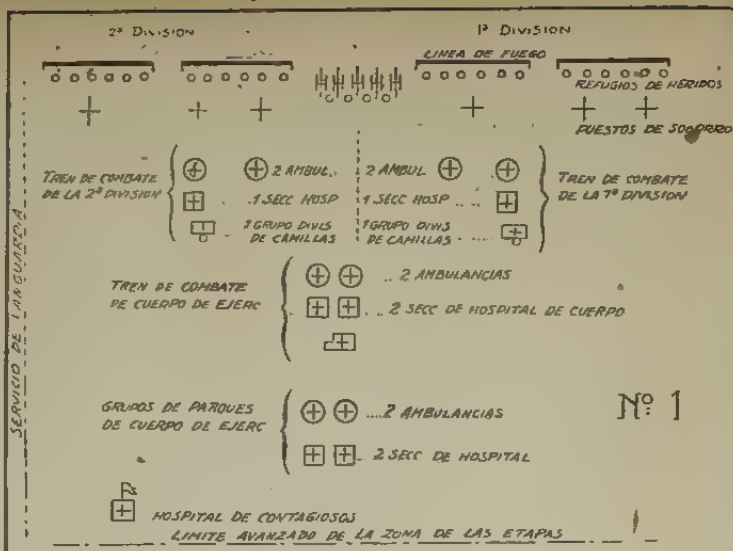 2ª DIVISION
1ª DIVISION
LINEA DE FUEGO
REFUGIOS DE HERIDOS
PUESTOS DE SOCORRO
TREN DE COMBATE
DE LA 2ª DIVISION
2 AMBUL.
1 SECC HOSP
1 GRUPO DIVIS
DE CAMILLAS
2 AMBUL
1 SECC HOSP
1 GRUPO DIVIS
DE CAMILLAS
TREN DE COMBATE
DE LA 1ª DIVISION
TREN DE COMBATE
DE CUERPO DE EJERC
2 AMBULANCIAS
2 SECC DE HOSPITAL DE CUERPO
GRUPOS DE PARQUES
DE CUERPO DE EJERC
2 AMBULANCIAS
2 SECC DE HOSPITAL
Nº 1
HOSPITAL DE CONTAGIOSOS
LIMITE AVANZADO DE LA ZONA DE LAS ETAPAS
SERVICIO DE VANGUARDIA